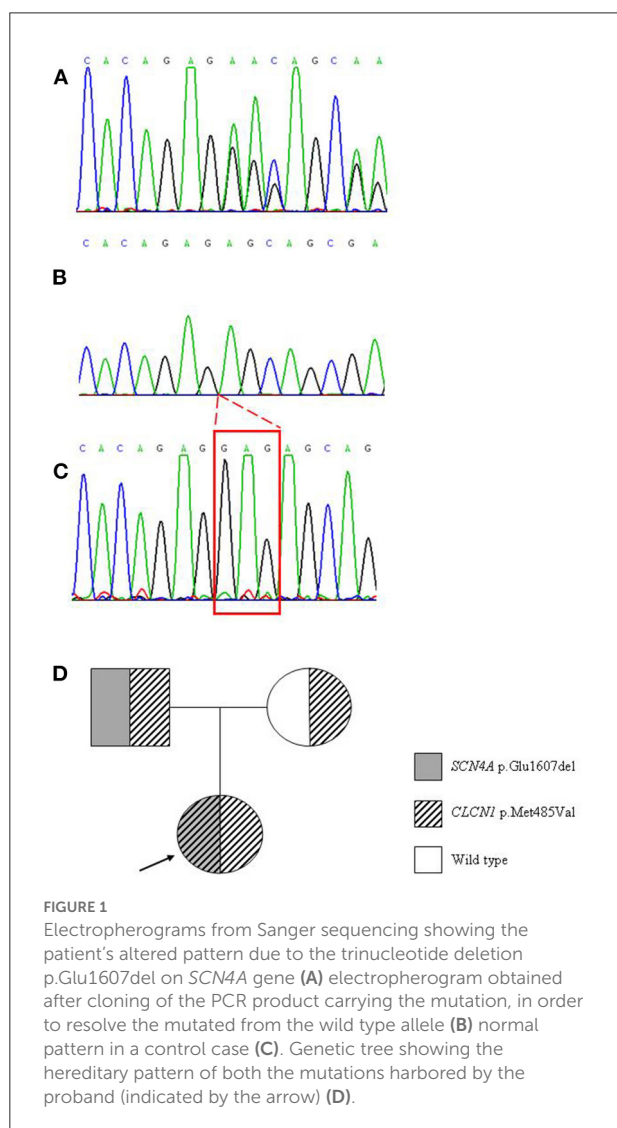 C A C A G A G A A C A G C A A
A
C A C A G A G A G C A G C G A
B
C A C A G A G G A G A G C A G
C
D
SCN4A p.Glu1607del
CLCN1 p.Met485Val
Wild type
FIGURE 1
Electropherograms from Sanger sequencing showing the
patient's altered pattern due to the trinucleotide deletion
p.Glu1607del on SCN4A gene (A) electropherogram obtained
after cloning of the PCR product carrying the mutation, in order
to resolve the mutated from the wild type allele (B) normal
pattern in a control case (C). Genetic tree showing the
hereditary pattern of both the mutations harbored by the
proband (indicated by the arrow) (D).